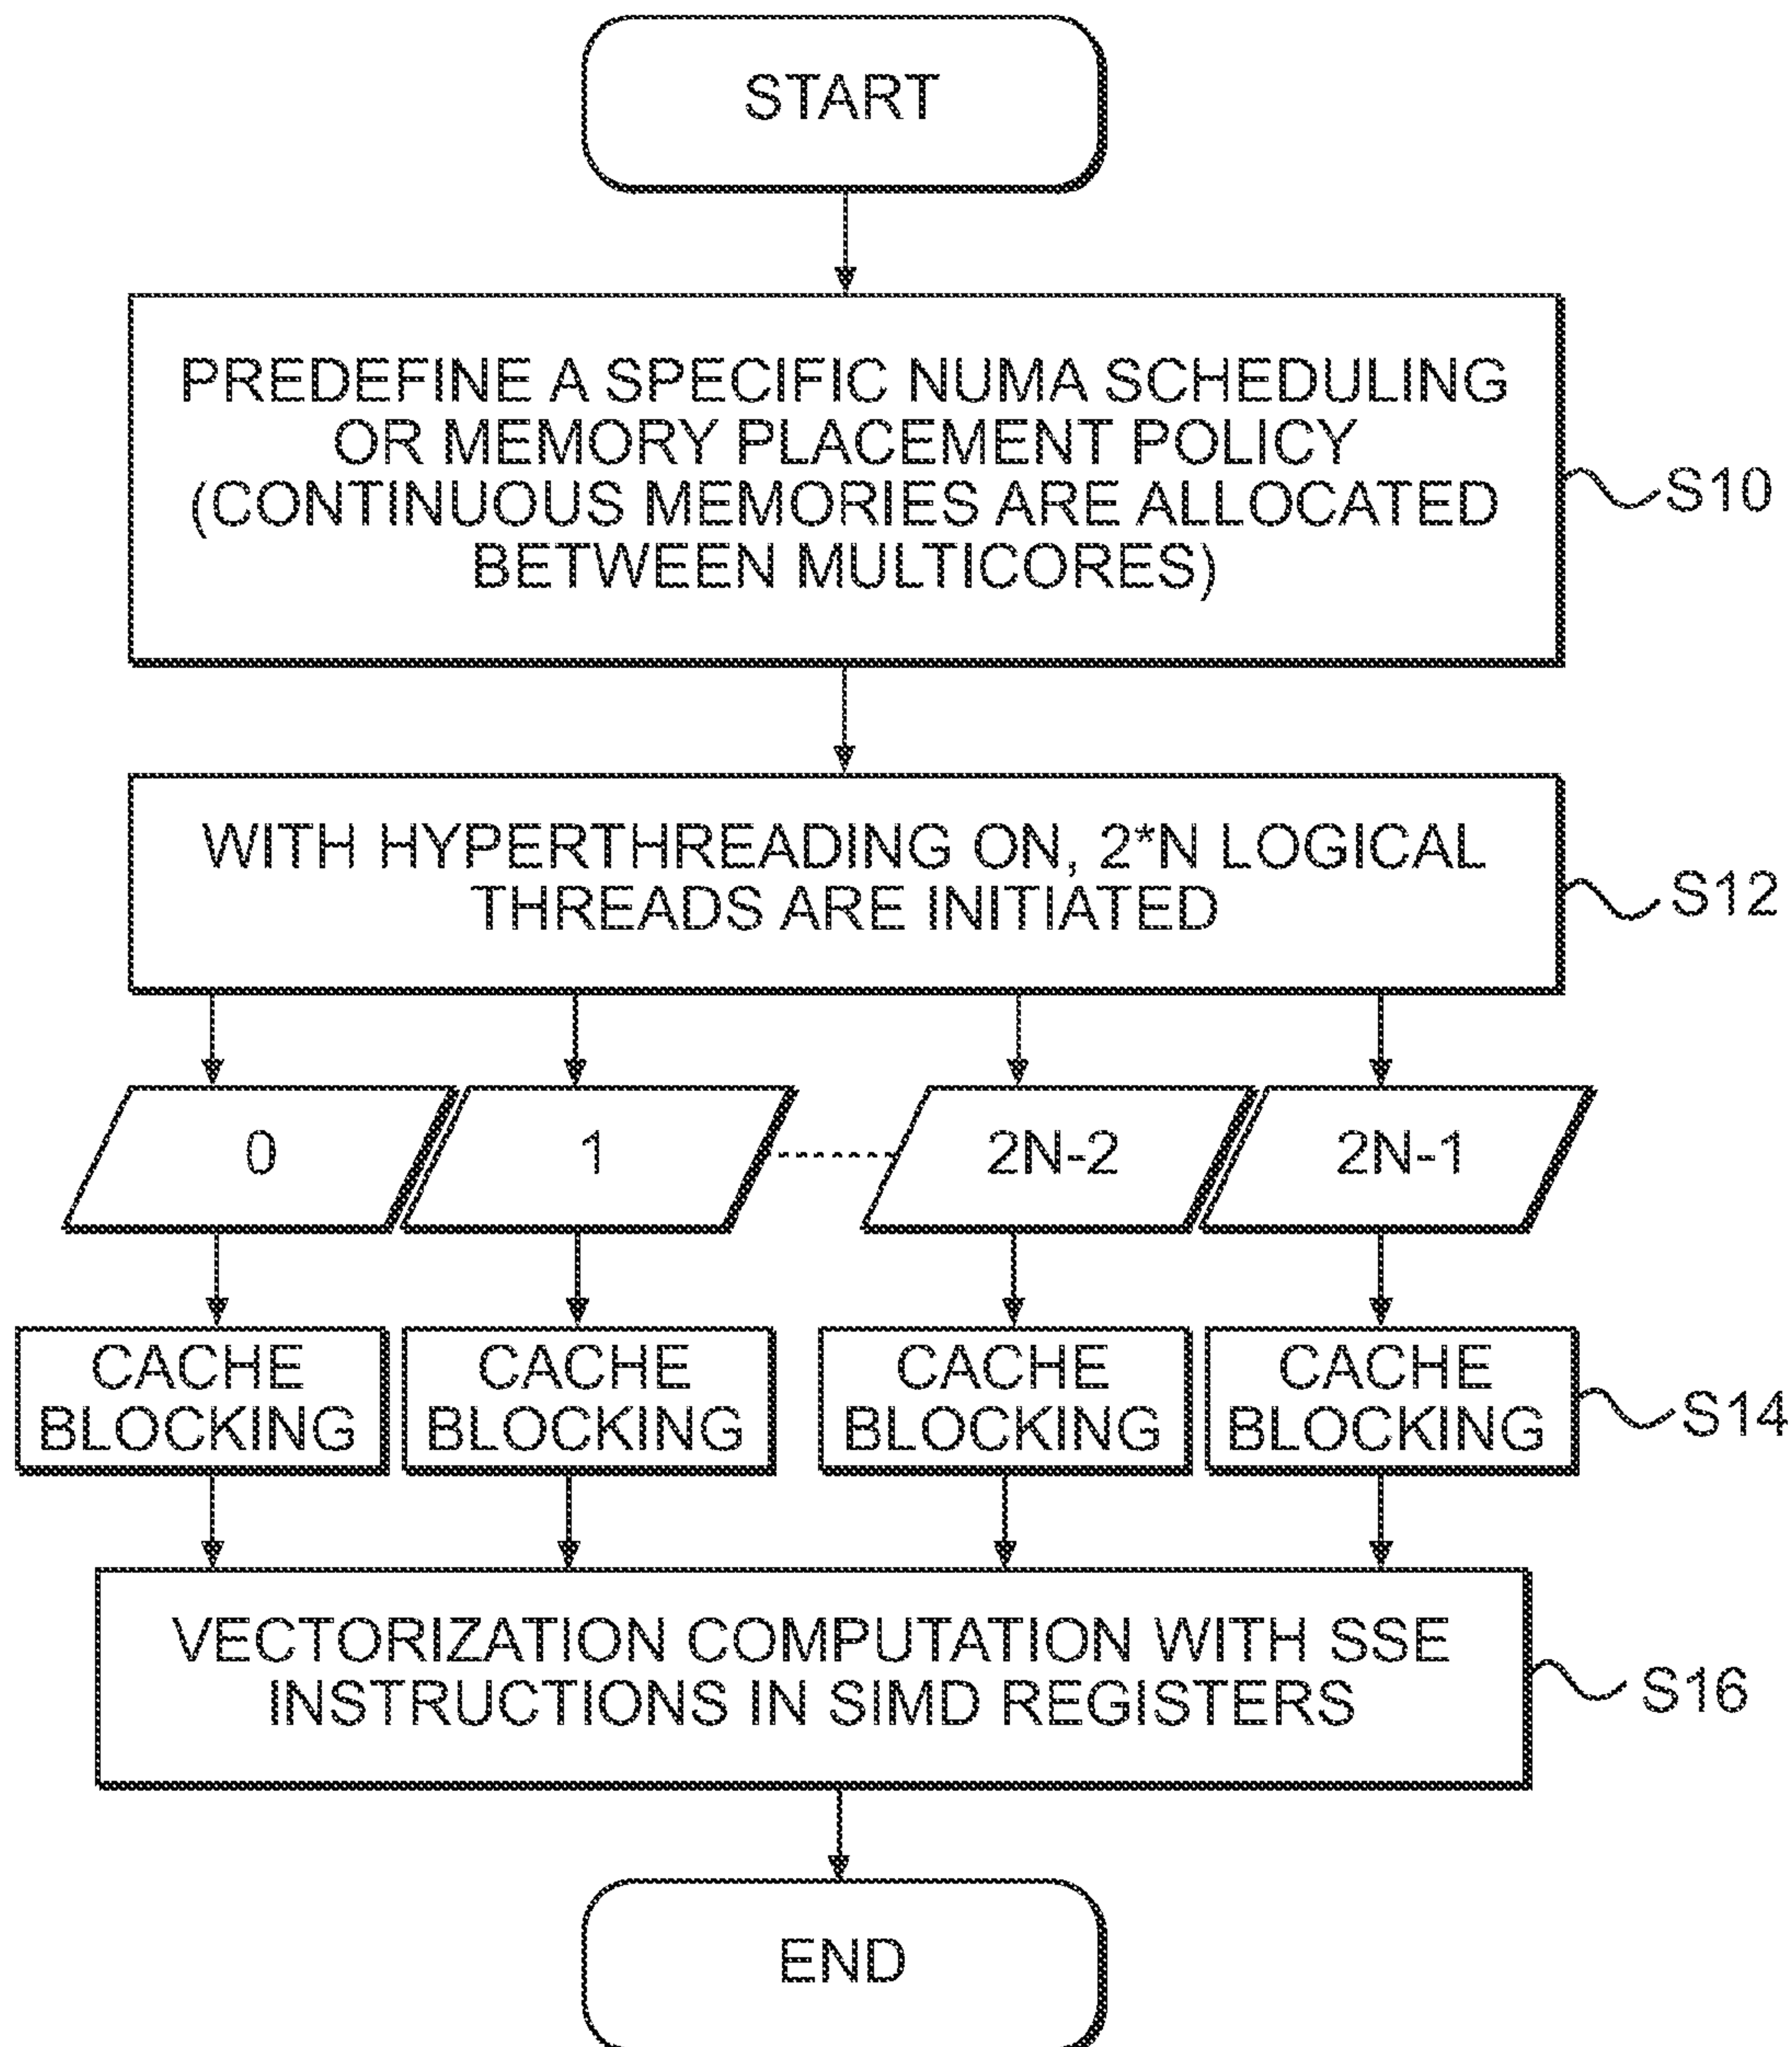 START
PREDEFINE A SPECIFIC NUMA SCHEDULING
OR MEMORY PLACEMENT POLICY
(CONTINUOUS MEMORIES ARE ALLOCATED
BETWEEN MULTICORES)
S10
WITH HYPERTHREADING ON, 2*N LOGICAL
THREADS ARE INITIATED
S12
0
1
2N-2
2N-1
CACHE
BLOCKING
CACHE
BLOCKING
CACHE
BLOCKING
CACHE
BLOCKING
S14
VECTORIZATION COMPUTATION WITH SSE
INSTRUCTIONS IN SIMD REGISTERS
S16
END